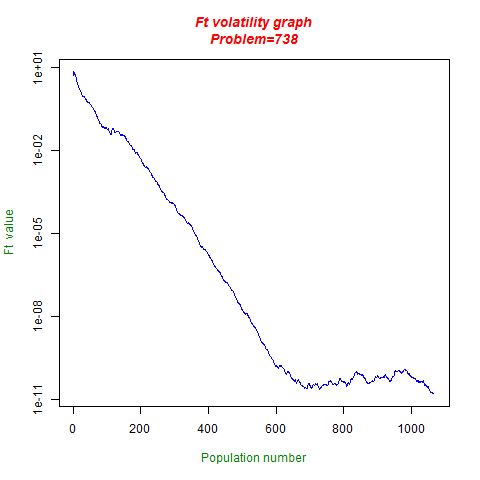 Ft volatility graph
Problem=738
1e+01
1e-02
1e-05
1e-08
1e-11
Ft value
0 200 400 600 800 1000
Population number